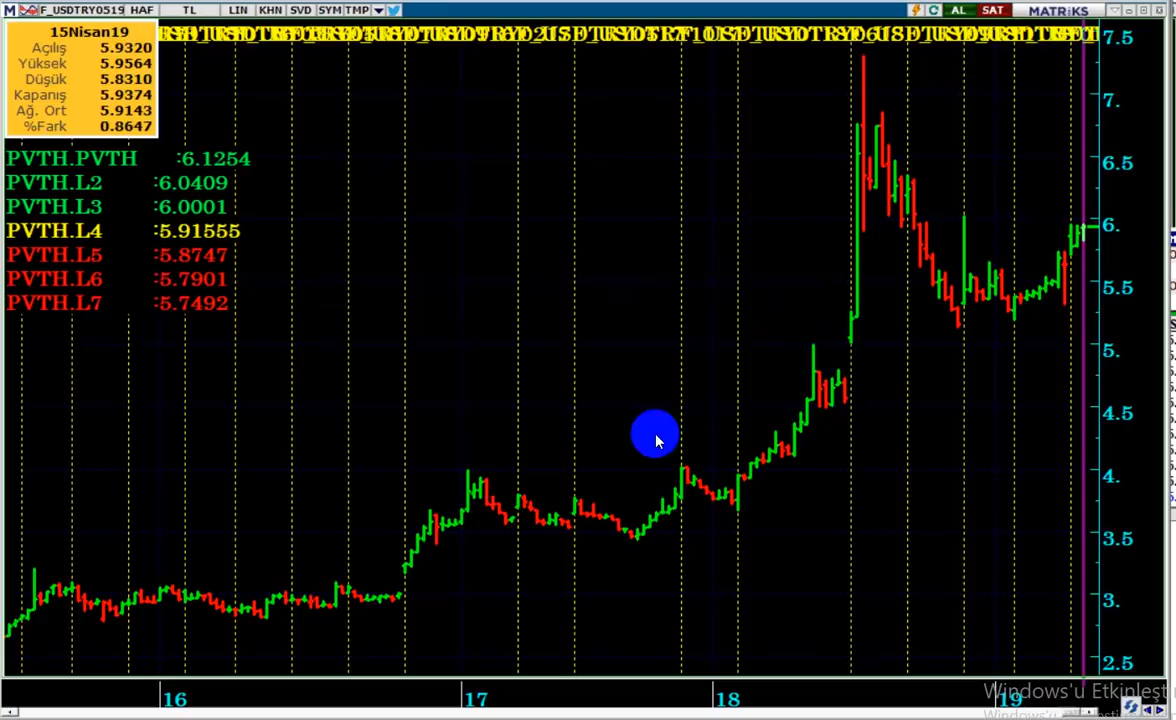 M F_USDTRY0519 HAF TL LIN KHN SVD SYM TMP AL SAT MATRİKS
15Nisan19
Açılış 5.9320
Yüksek 5.9564
Düşük 5.8310
Kapanış 5.9374
Ağ. Ort 5.9143
%Fark 0.8647
PVTH.PVTH :6.1254
PVTH.L2 :6.0409
PVTH.L3 :6.0001
PVTH.L4 :5.91555
PVTH.L5 :5.8747
PVTH.L6 :5.7901
PVTH.L7 :5.7492
7.5
7.
6.5
6.
5.5
5.
4.5
4.
3.5
3.
2.5
16 17 18 19
Windows'u Etkinleşt